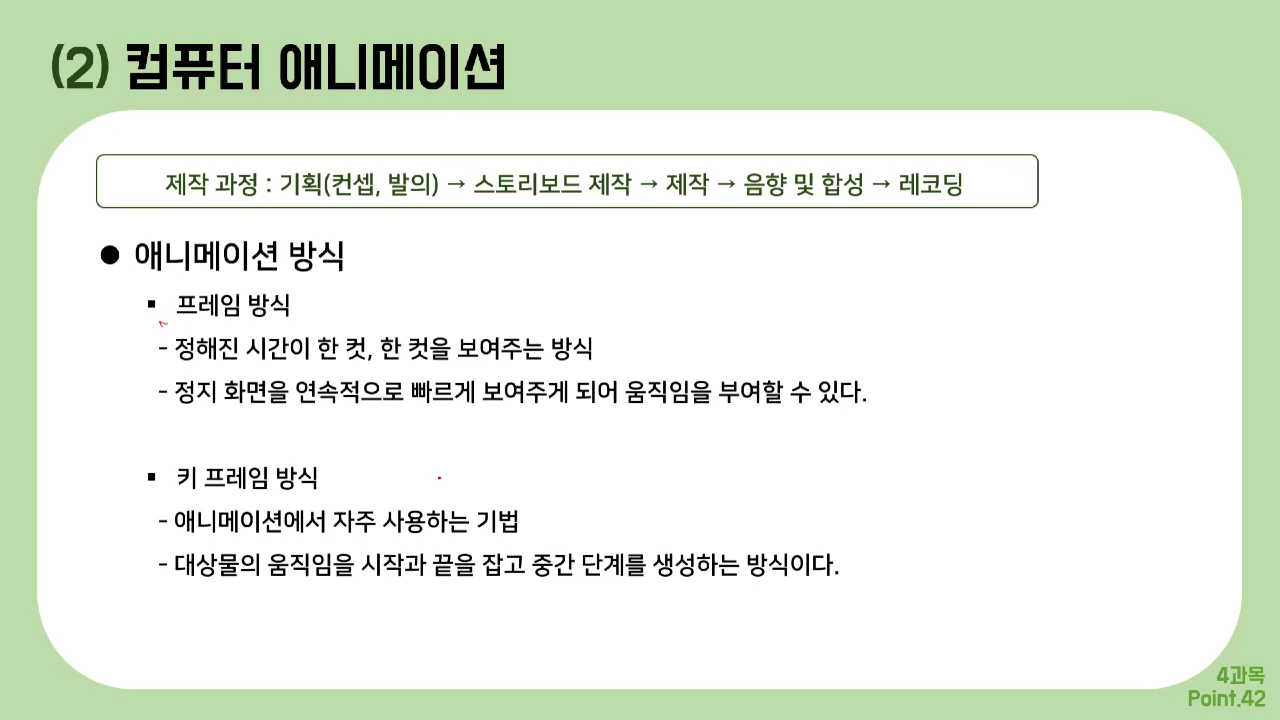 (2) 컴퓨터 애니메이션
제작 과정 : 기획(컨셉, 발의) → 스토리보드 제작 → 제작 → 음향 및 합성 → 레코딩
● 애니메이션 방식
▪ 프레임 방식
- 정해진 시간이 한 컷, 한 컷을 보여주는 방식
- 정지 화면을 연속적으로 빠르게 보여주게 되어 움직임을 부여할 수 있다.
▪ 키 프레임 방식
- 애니메이션에서 자주 사용하는 기법
- 대상물의 움직임을 시작과 끝을 잡고 중간 단계를 생성하는 방식이다.
4과목
Point.42